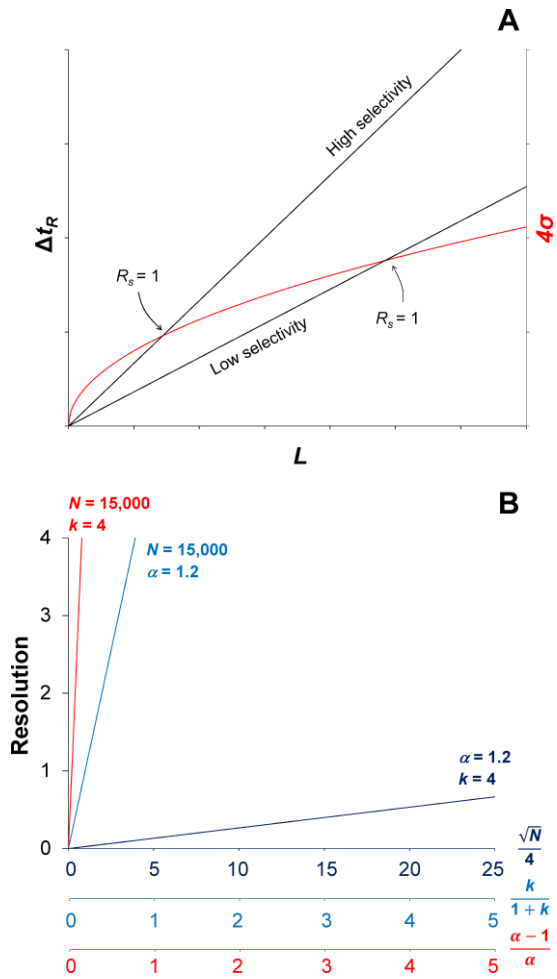 A
High selectivity
Δt_R
4σ
R_s = 1
R_s = 1
Low selectivity
L
B
N = 15,000
k = 4
N = 15,000
α = 1.2
4
3
2
1
0
Resolution
α = 1.2
k = 4
0 5 10 15 20 25
√N
4
0 1 2 3 4 5
k
1 + k
0 1 2 3 4 5
α − 1
α